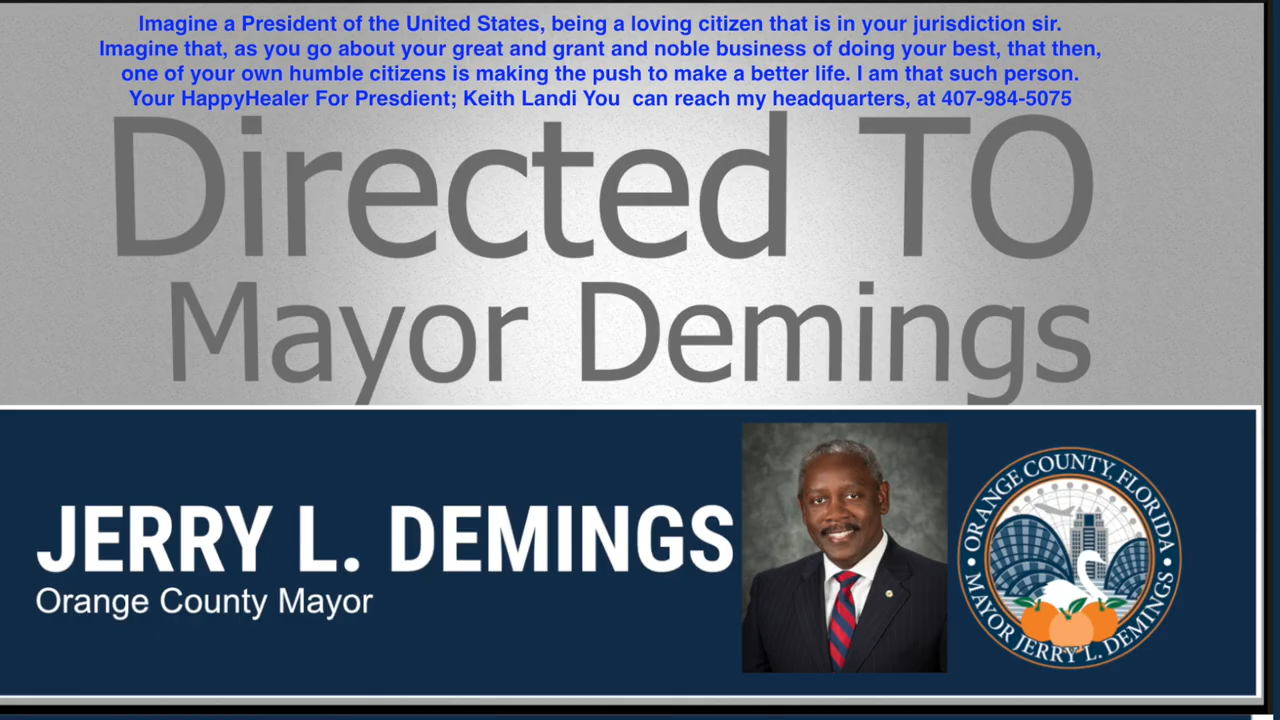 Imagine a President of the United States, being a loving citizen that is in your jurisdiction sir.
Imagine that, as you go about your great and grant and noble business of doing your best, that then,
one of your own humble citizens is making the push to make a better life. I am that such person.
Your HappyHealer For Presdient; Keith Landi You  can reach my headquarters, at 407-984-5075
Directed TO
Mayor Demings
JERRY L. DEMINGS
Orange County Mayor
• ORANGE COUNTY, FLORIDA •
MAYOR JERRY L. DEMINGS